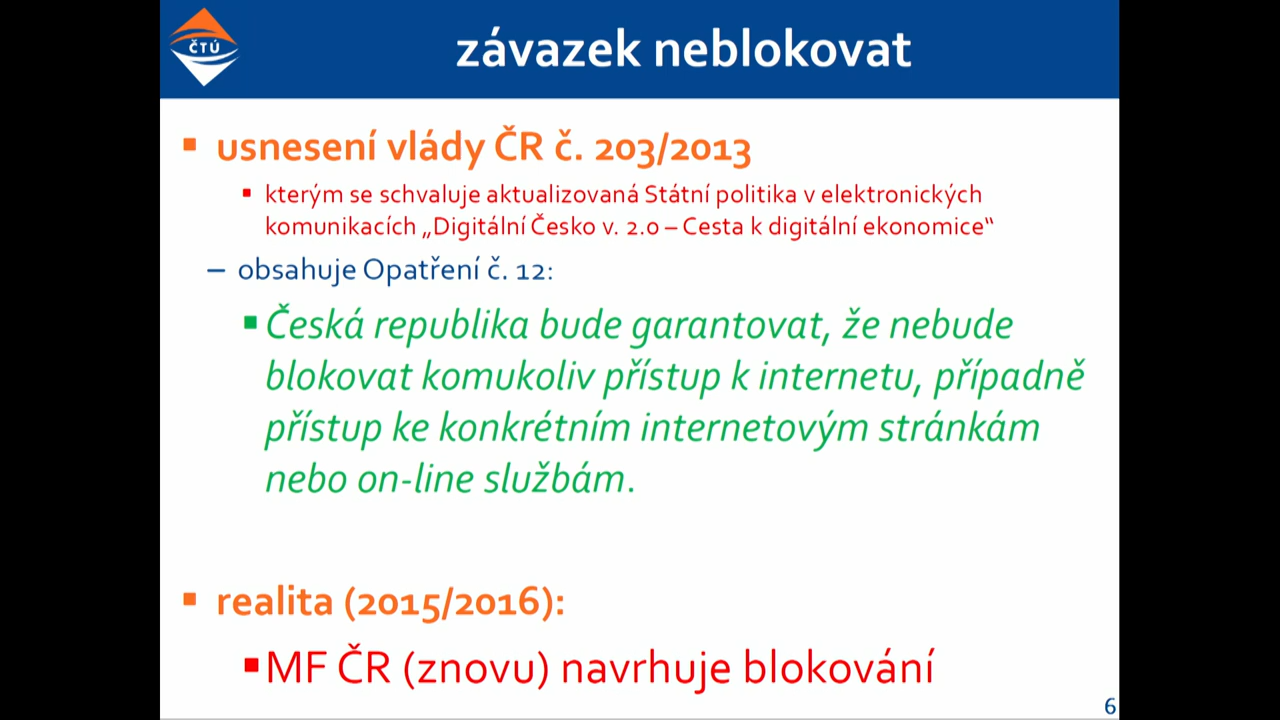 ČTÚ
závazek neblokovat
▪ usnesení vlády ČR č. 203/2013
▪ kterým se schvaluje aktualizovaná Státní politika v elektronických
komunikacích „Digitální Česko v. 2.0 – Cesta k digitální ekonomice“
– obsahuje Opatření č. 12:
▪ Česká republika bude garantovat, že nebude
blokovat komukoliv přístup k internetu, případně
přístup ke konkrétním internetovým stránkám
nebo on-line službám.
▪ realita (2015/2016):
▪ MF ČR (znovu) navrhuje blokování
6